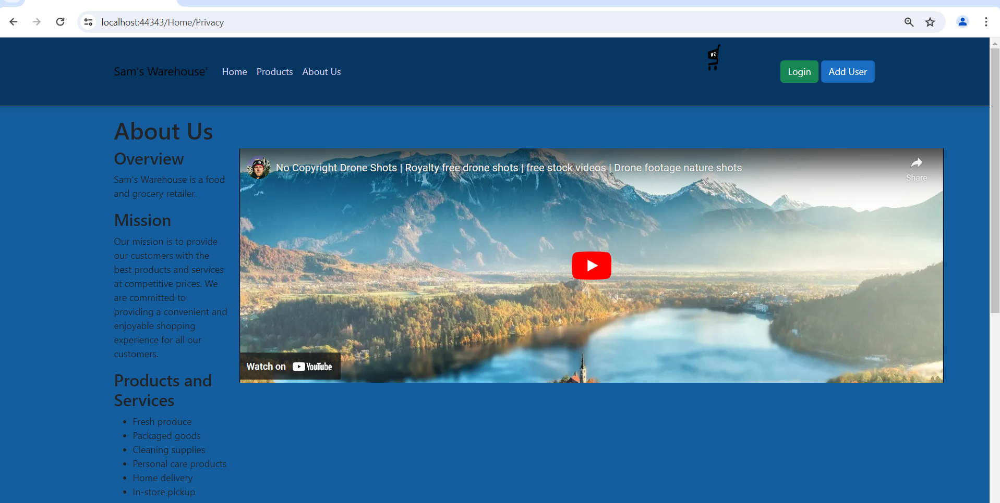 localhost:44343/Home/Privacy
Sam's Warehouse'
Home
Products
About Us
W2
Login
Add User
About Us
Overview
Sam's Warehouse is a food
and grocery retailer.
Mission
Our mission is to provide
our customers with the
best products and services
at competitive prices. We
are committed to
providing a convenient and
enjoyable shopping
experience for all our
customers.
Products and
Services
Fresh produce
Packaged goods
Cleaning supplies
Personal care products
Home delivery
In-store pickup
No Copyright Drone Shots | Royalty free drone shots | free stock videos | Drone footage nature shots
Share
Watch on YouTube